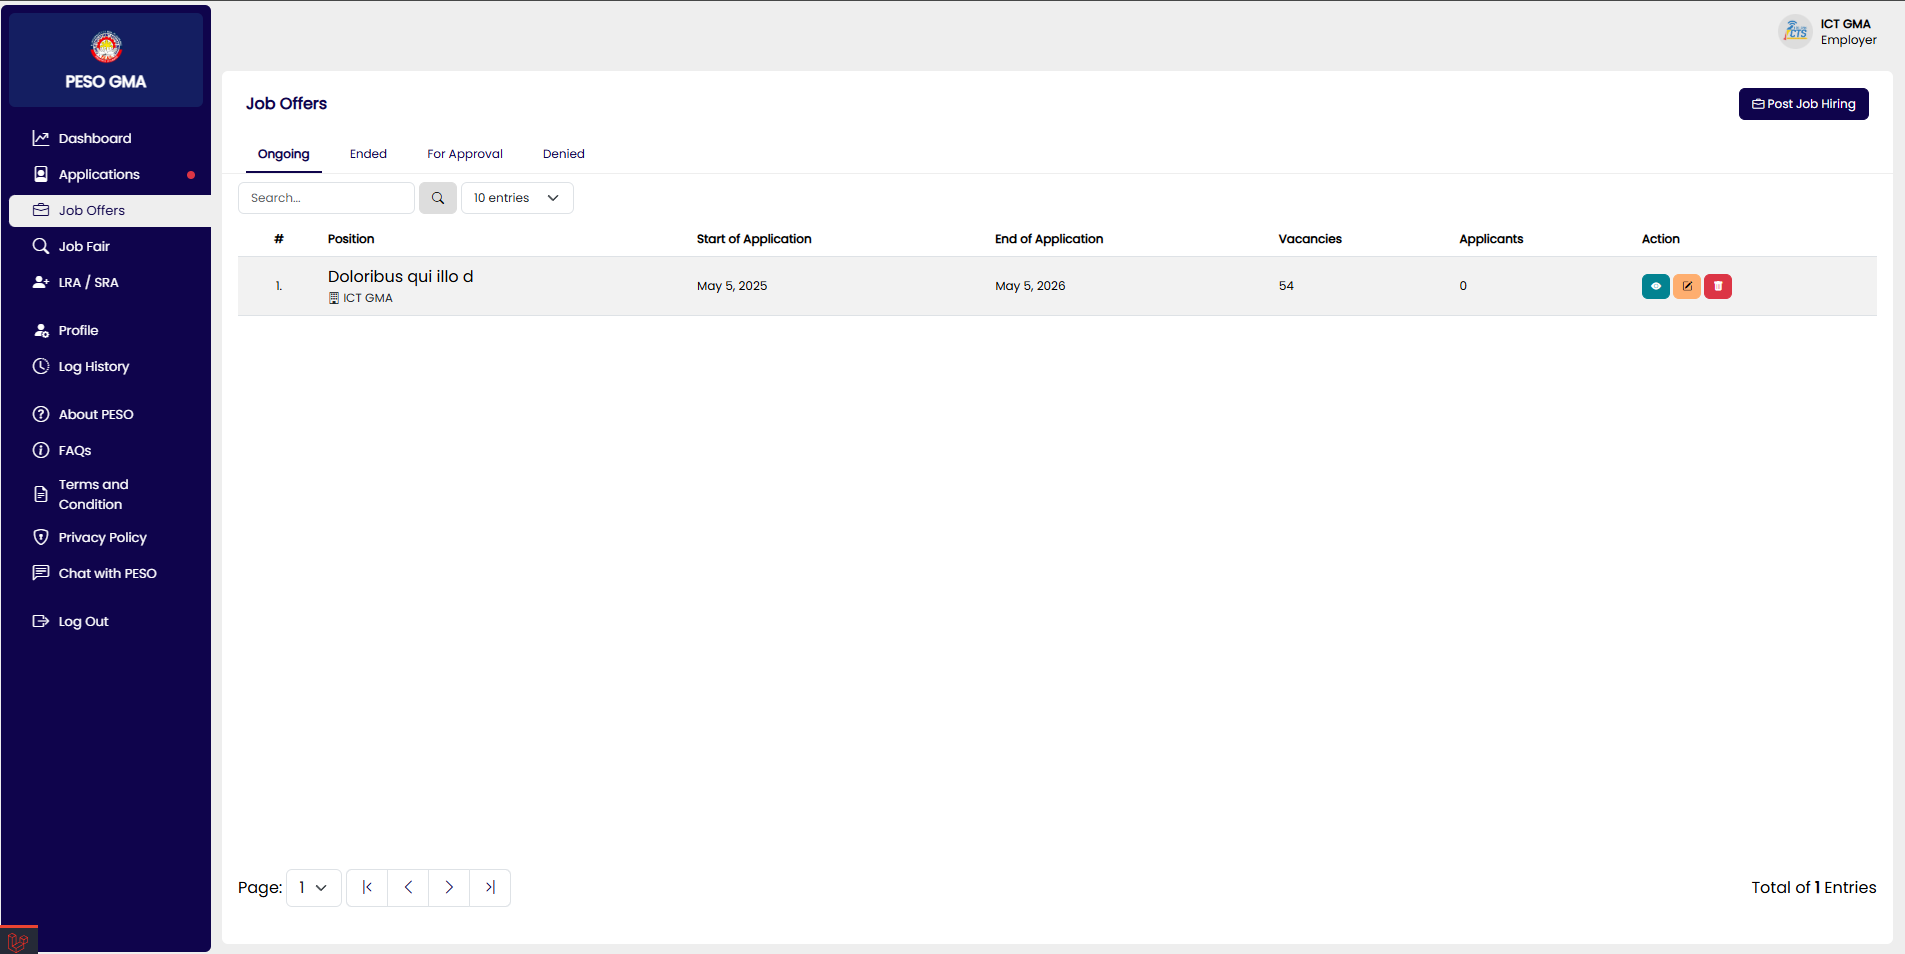 PESO GMA
Dashboard
Applications
Job Offers
Job Fair
LRA / SRA
Profile
Log History
About PESO
FAQs
Terms and
Condition
Privacy Policy
Chat with PESO
Log Out
ICT GMA
Employer
Job Offers
Post Job Hiring
Ongoing Ended For Approval Denied
Search... 10 entries
# Position Start of Application End of Application Vacancies Applicants Action
1. Doloribus qui illo d May 5, 2025 May 5, 2026 54 0
ICT GMA
Page: 1
Total of 1 Entries